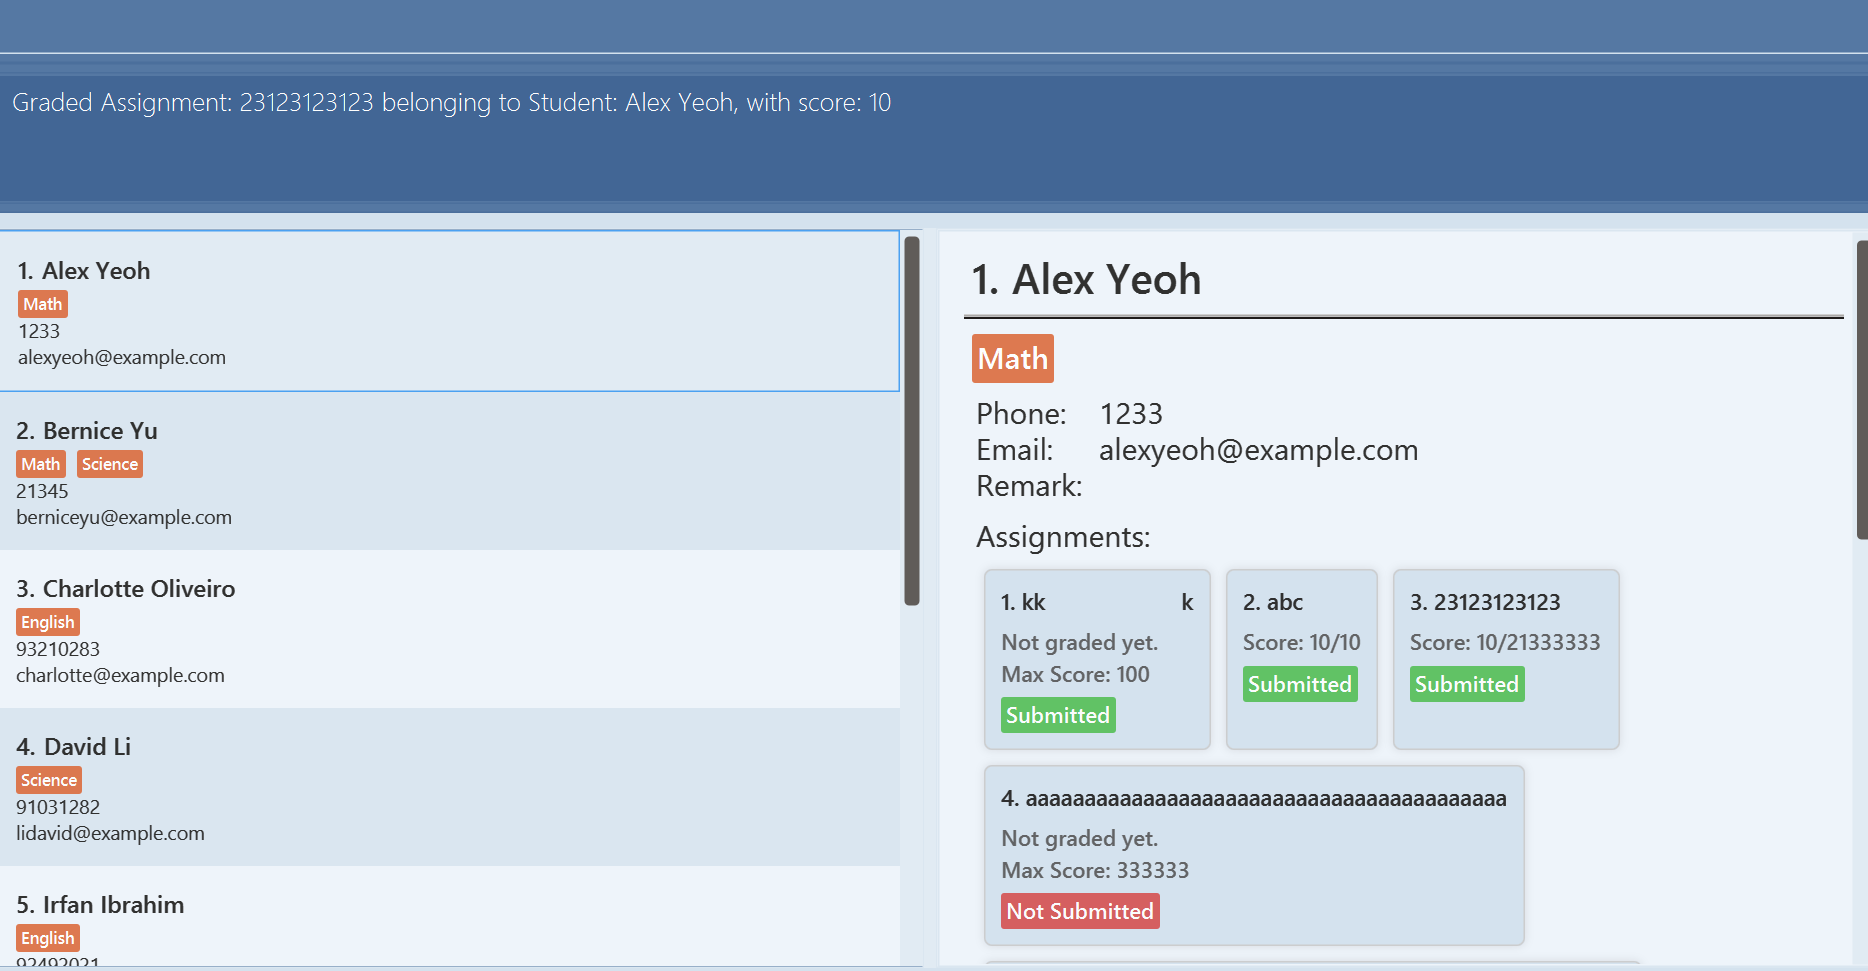 Graded Assignment: 23123123123 belonging to Student: Alex Yeoh, with score: 10
1. Alex Yeoh
Math
1233
alexyeoh@example.com
2. Bernice Yu
Math Science
21345
berniceyu@example.com
3. Charlotte Oliveiro
English
93210283
charlotte@example.com
4. David Li
Science
91031282
lidavid@example.com
5. Irfan Ibrahim
English
92492021
1. Alex Yeoh
Math
Phone: 1233
Email: alexyeoh@example.com
Remark:
Assignments:
1. kk k
Not graded yet.
Max Score: 100
Submitted
2. abc
Score: 10/10
Submitted
3. 23123123123
Score: 10/21333333
Submitted
4. aaaaaaaaaaaaaaaaaaaaaaaaaaaaaaaaaaaaaaaaa
Not graded yet.
Max Score: 333333
Not Submitted